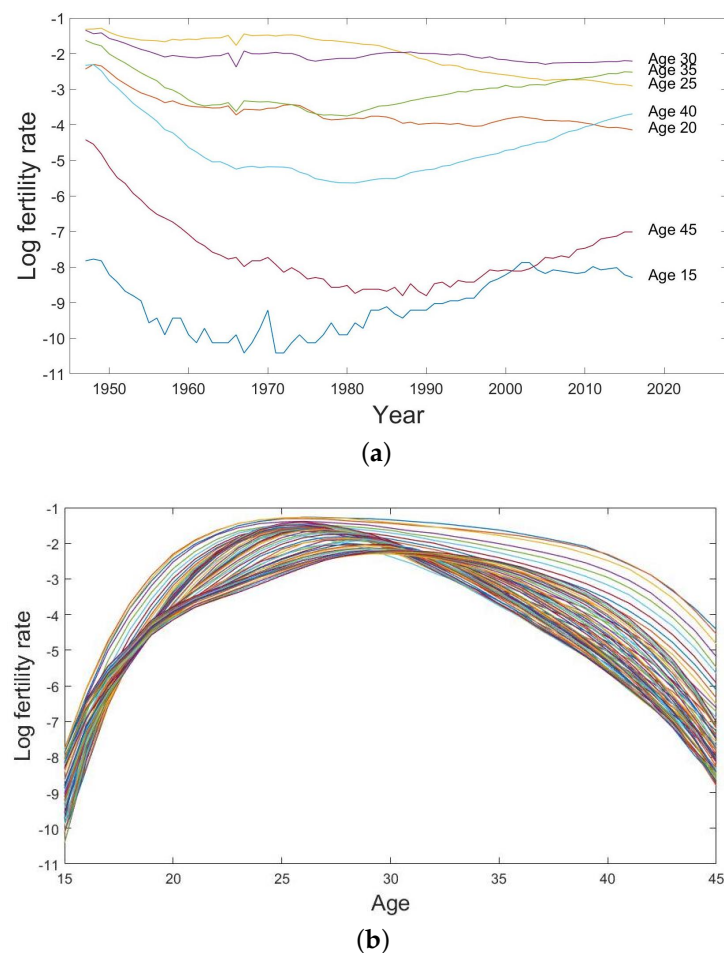 -1
-2
-3
-4
-5
-6
-7
-8
-9
-10
-11
Log fertility rate
Age 30
Age 35
Age 25
Age 40
Age 20
Age 45
Age 15
1950 1960 1970 1980 1990 2000 2010 2020
Year
(a)
-1
-2
-3
-4
-5
-6
-7
-8
-9
-10
-11
Log fertility rate
15 20 25 30 35 40 45
Age
(b)